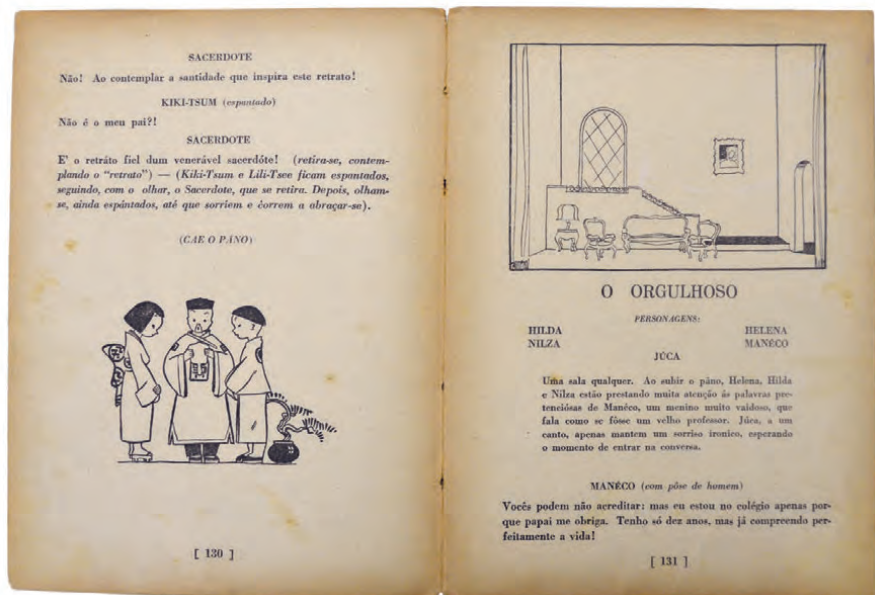 SACERDOTE
Não! Ao contemplar a santidade que inspira este retrato!
KIKI-TSUM (espantado)
Não é o meu pai?!
SACERDOTE
E' o retráto fiel dum venerável sacerdóte! (retira-se, contem-
plando o "retrato") — (Kiki-Tsum e Lili-Tsee ficam espantados,
seguindo, com o olhar, o Sacerdote, que se retira. Depois, olham-
se, ainda espántados, até que sorriem e córrem a abraçar-se).
(CAE O PÁNO)
[ 130 ]
O ORGULHOSO
PERSONAGENS:
HILDA HELENA
NILZA MANÉCO
JÚCA
Uma sala qualquer. Ao subir o pâno, Helena, Hilda
e Nilza estão prestando muita atenção ás palavras pre-
tenciósas de Manéco, um menino muito vaidoso, que
fala como se fôsse um velho professor. Júca, a um
canto, apenas mantem um sorriso ironico, esperando
o momento de entrar na conversa.
MANÉCO (com pôse de homem)
Vocês podem não acreditar: mas eu estou no colégio apenas por-
que papai me obriga. Tenho só dez anos, mas já compreendo per-
feitamente a vida!
[ 131 ]